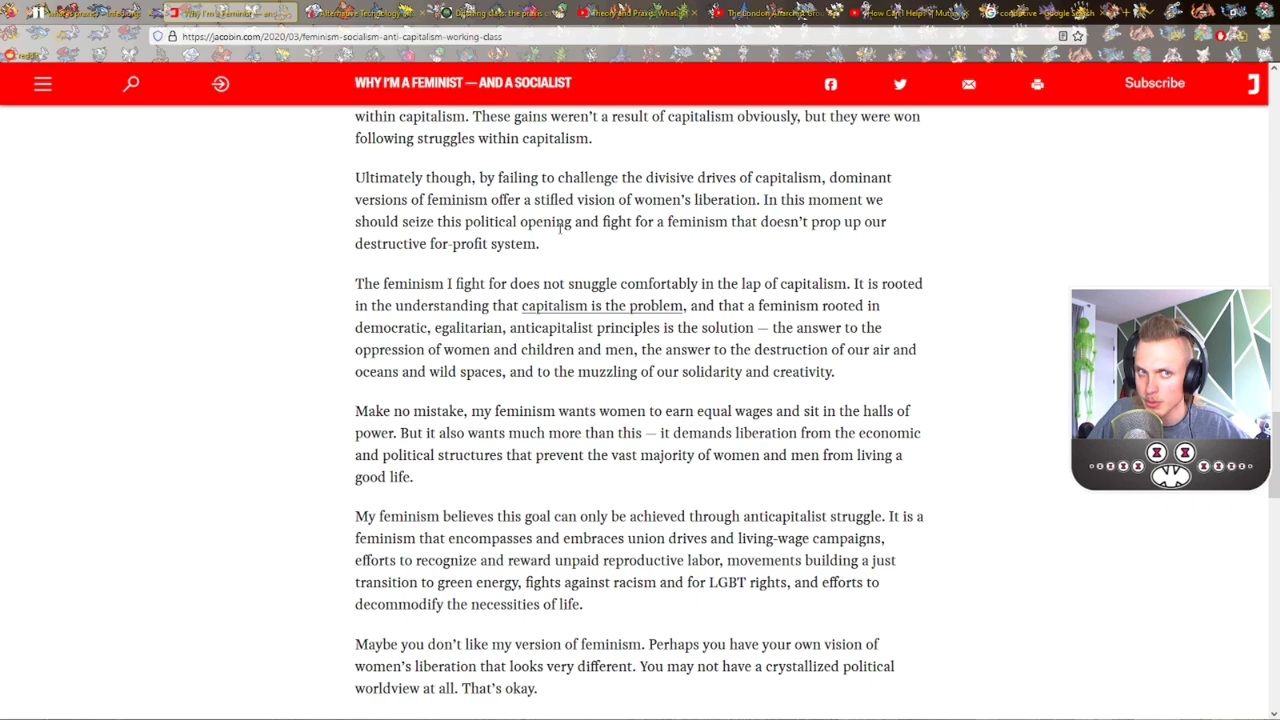 Why I'm a Feminist — and
Alternative Technology
The London Anarchist
How Can I Help?
https://jacobin.com/2020/03/feminism-socialism-anti-capitalism-working-class
reddit
WHY I'M A FEMINIST — AND A SOCIALIST
Subscribe
within capitalism. These gains weren't a result of capitalism obviously, but they were won
following struggles within capitalism.
Ultimately though, by failing to challenge the divisive drives of capitalism, dominant
versions of feminism offer a stifled vision of women's liberation. In this moment we
should seize this political opening and fight for a feminism that doesn't prop up our
destructive for-profit system.
The feminism I fight for does not snuggle comfortably in the lap of capitalism. It is rooted
in the understanding that capitalism is the problem, and that a feminism rooted in
democratic, egalitarian, anticapitalist principles is the solution — the answer to the
oppression of women and children and men, the answer to the destruction of our air and
oceans and wild spaces, and to the muzzling of our solidarity and creativity.
Make no mistake, my feminism wants women to earn equal wages and sit in the halls of
power. But it also wants much more than this — it demands liberation from the economic
and political structures that prevent the vast majority of women and men from living a
good life.
My feminism believes this goal can only be achieved through anticapitalist struggle. It is a
feminism that encompasses and embraces union drives and living-wage campaigns,
efforts to recognize and reward unpaid reproductive labor, movements building a just
transition to green energy, fights against racism and for LGBT rights, and efforts to
decommodify the necessities of life.
Maybe you don't like my version of feminism. Perhaps you have your own vision of
women's liberation that looks very different. You may not have a crystallized political
worldview at all. That's okay.